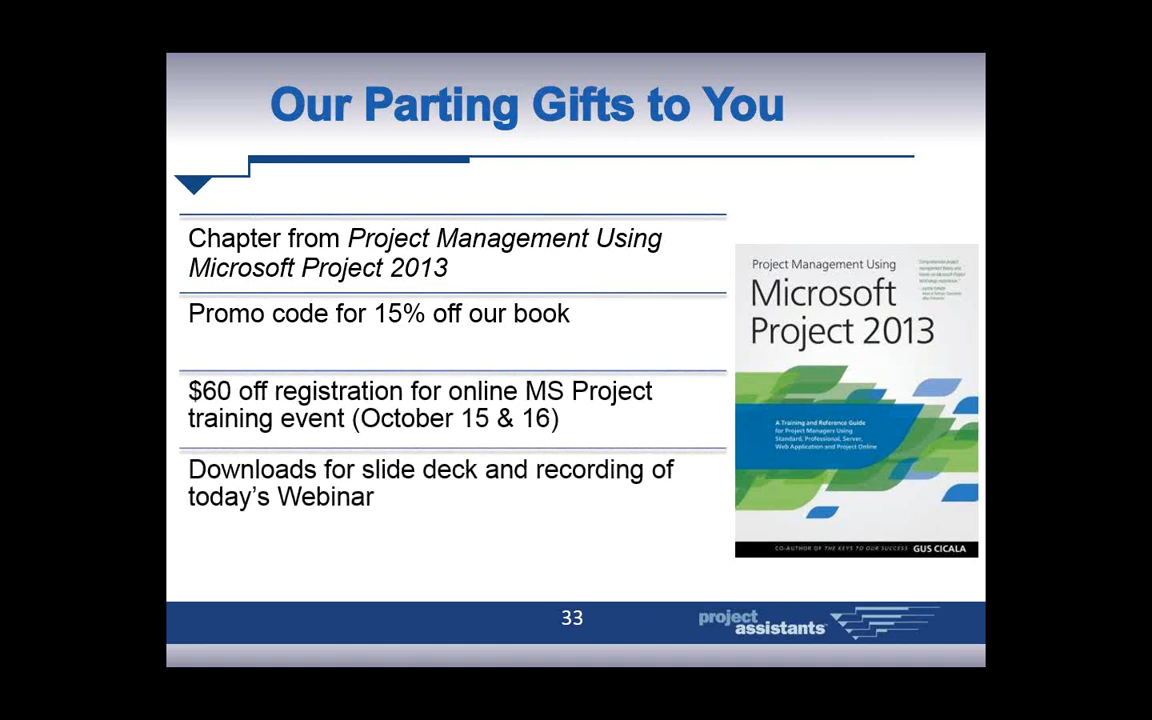 Our Parting Gifts to You
Chapter from Project Management Using
Microsoft Project 2013
Promo code for 15% off our book
$60 off registration for online MS Project
training event (October 15 & 16)
Downloads for slide deck and recording of
today's Webinar
Project Management Using
Microsoft
Project 2013
A Training and Reference Guide
for Project Managers Using
Standard, Professional, Server,
Web Application and Project Online
CO-AUTHOR OF THE KEYS TO OUR SUCCESS GUS CICALA
33
project
assistants